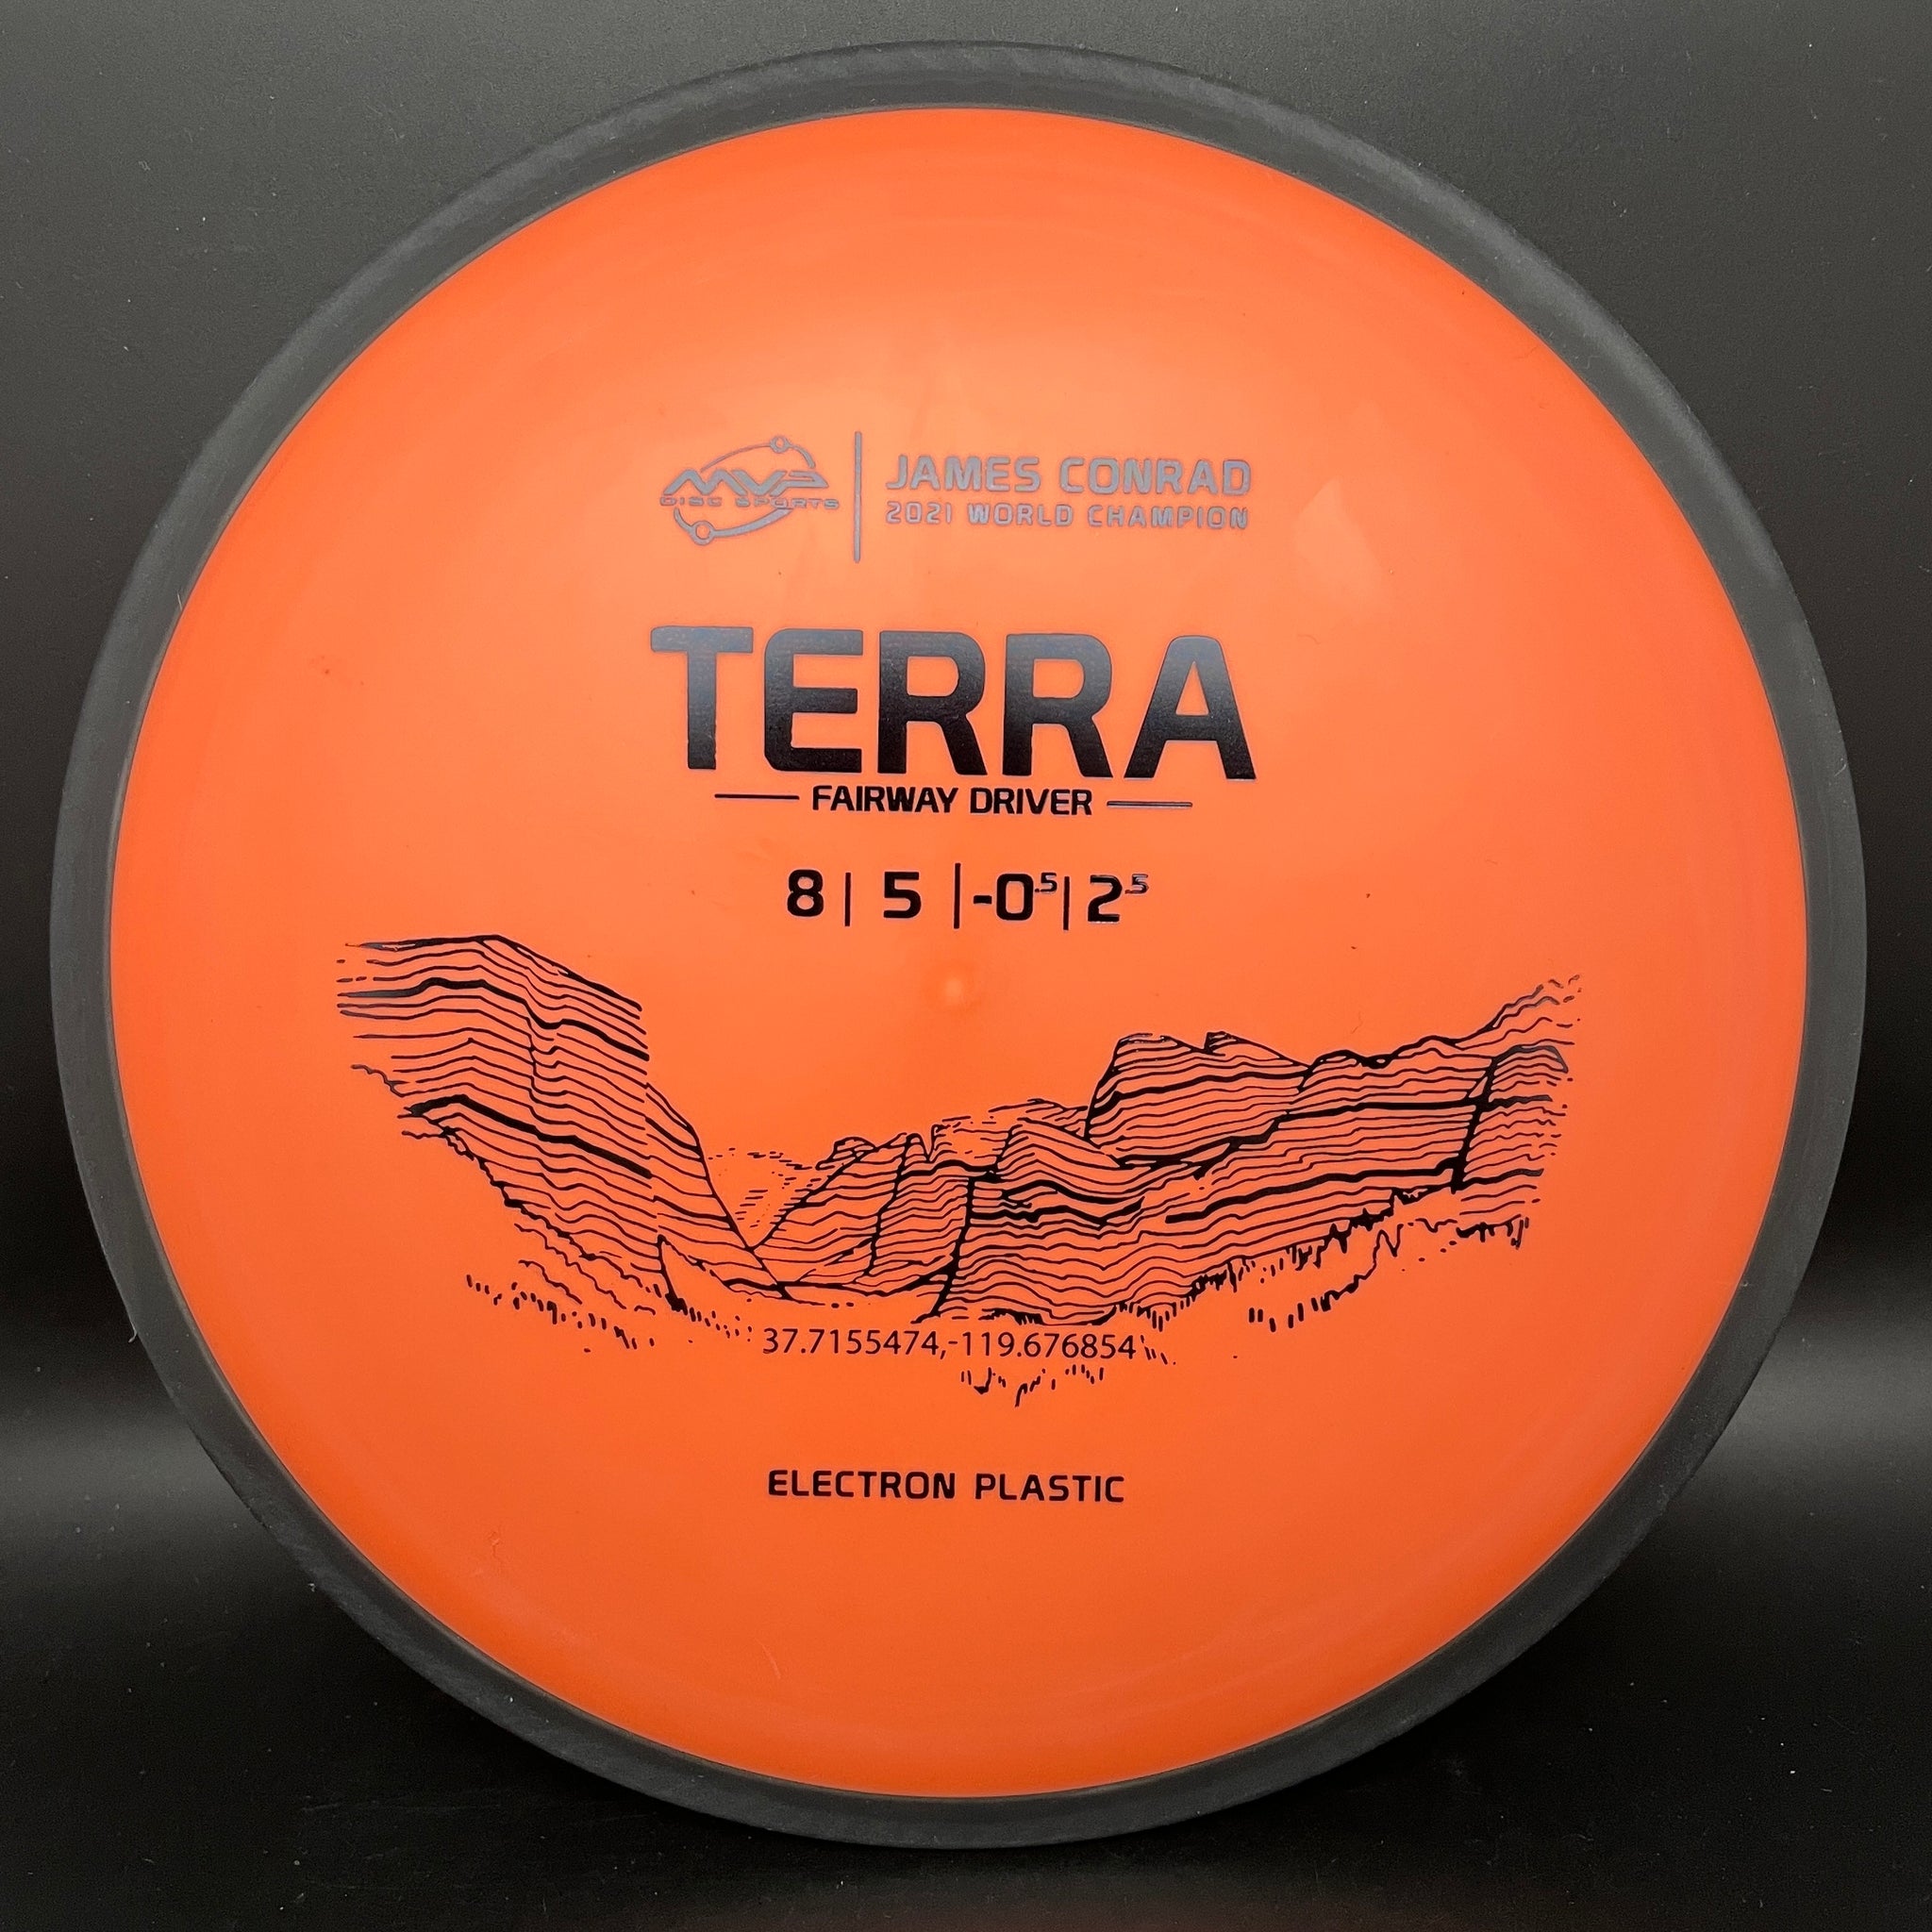 MVP
DISC SPORTS
JAMES CONRAD
2021 WORLD CHAMPION
TERRA
FAIRWAY DRIVER
8 | 5 | -0.5 | 2.5
37.7155474,-119.676854
ELECTRON PLASTIC